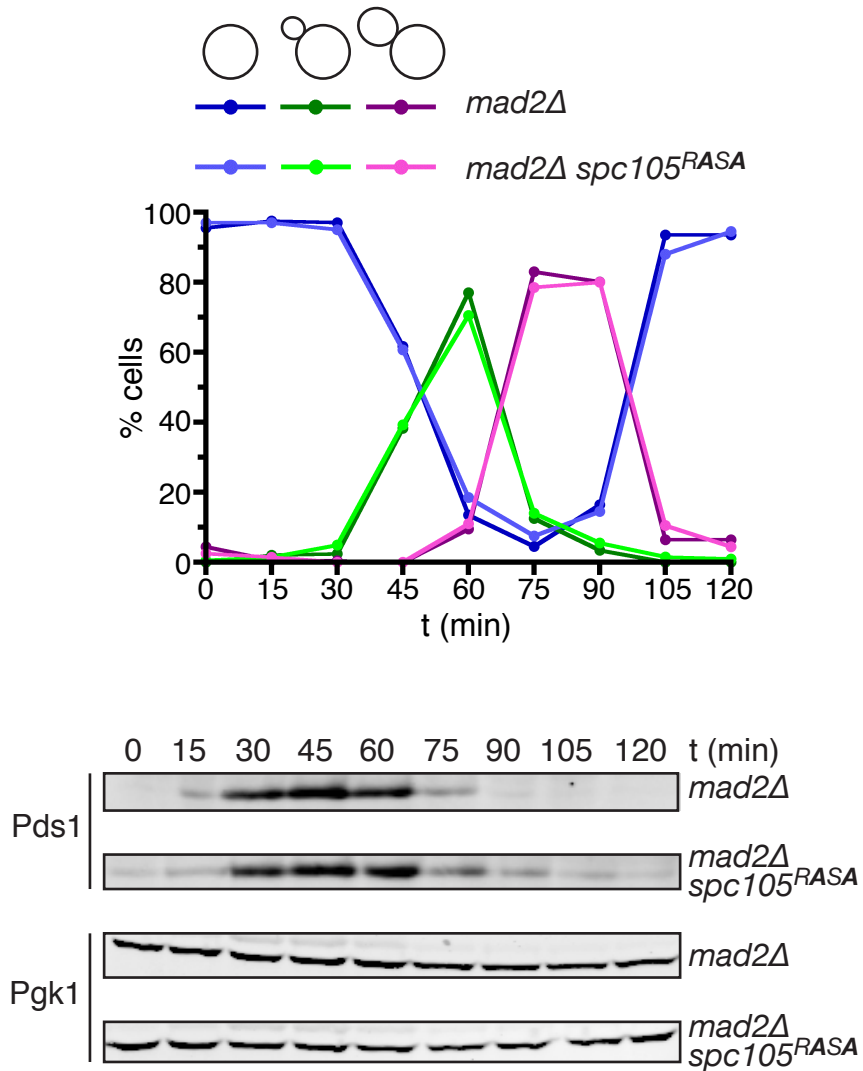 mad2Δ
mad2Δ spc105RASA
100
80
60
40
20
0
% cells
0 15 30 45 60 75 90 105 120
t (min)
0 15 30 45 60 75 90 105 120 t (min)
Pds1
mad2Δ
mad2Δ
spc105RASA
Pgk1
mad2Δ
mad2Δ
spc105RASA